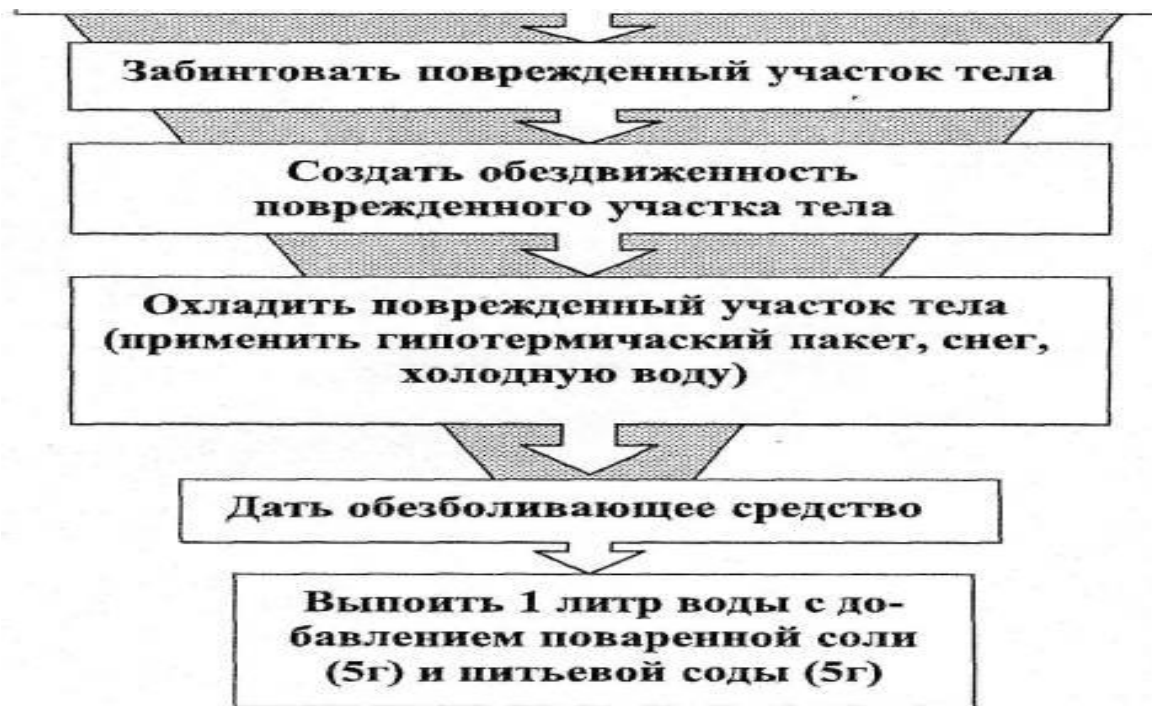 Забинтовать поврежденный участок тела
Создать обездвиженность
поврежденного участка тела
Охладить поврежденный участок тела
(применить гипотермичаский пакет, снег,
холодную воду)
Дать обезболивающее средство
Выпоить 1 литр воды с до-
бавлением поваренной соли
(5г) и питьевой соды (5г)